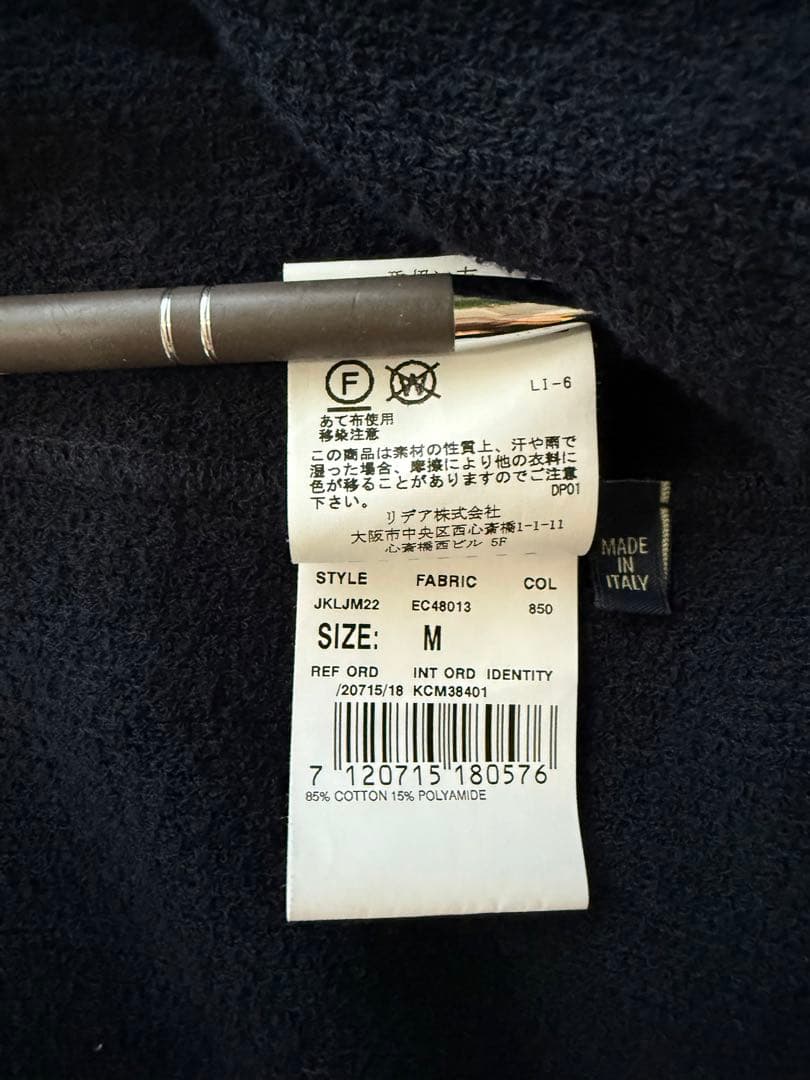 F W
LI-6
あて布使用
移染注意
この商品は素材の性質上、汗や雨で
湿った場合、摩擦により他の衣料に
色が移ることがありますのでご注意
下さい。
DP01
リデア株式会社
大阪市中央区西心斎橋1-1-11
心斎橋西ビル 5F
MADE
IN
ITALY
STYLE FABRIC COL
JKLJM22 EC48013 850
SIZE: M
REF ORD INT ORD IDENTITY
/20715/18 KCM38401
7 120715 180576
85% COTTON 15% POLYAMIDE